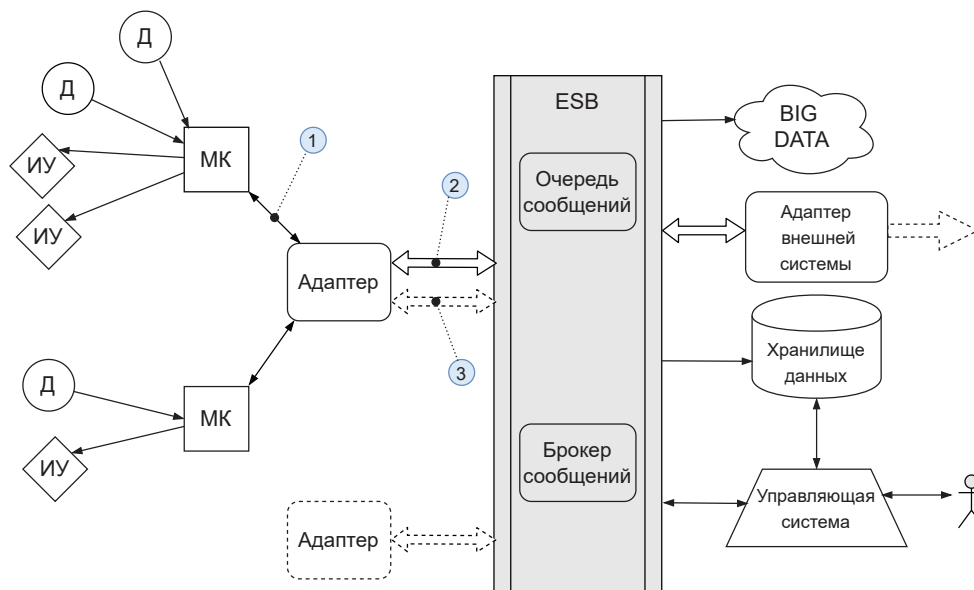 Д
Д
ИУ
ИУ
МК
1
Адаптер
2
3
Д
ИУ
МК
Адаптер
ESB
Очередь
сообщений
Брокер
сообщений
BIG
DATA
Адаптер
внешней
системы
Хранилище
данных
Управляющая
система